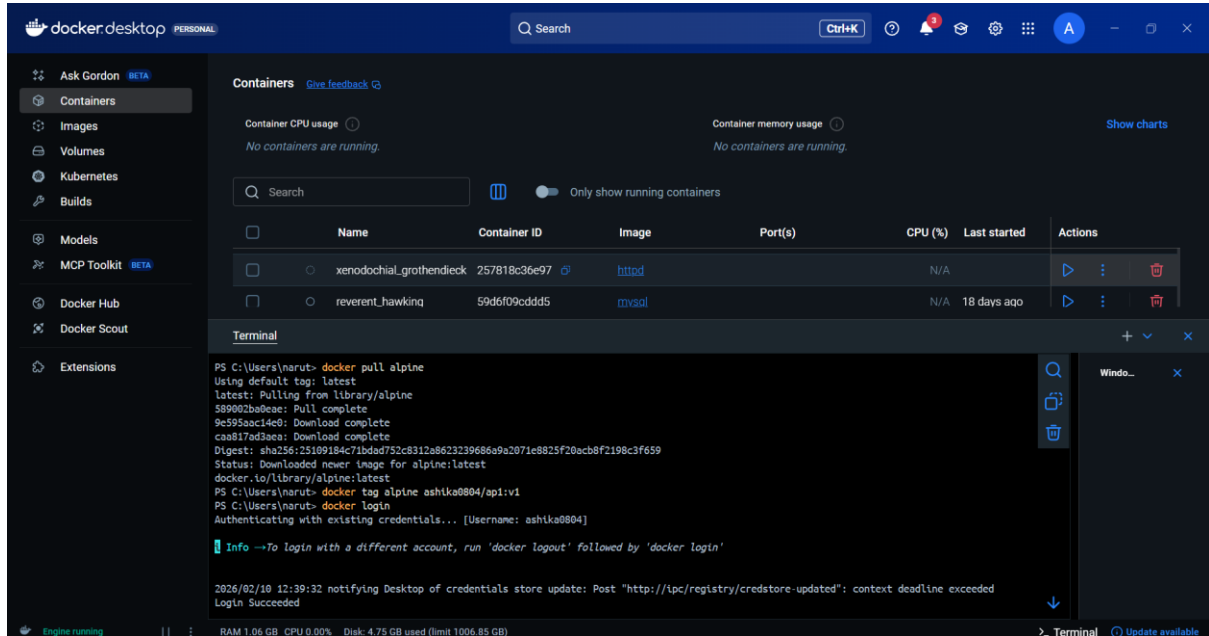 docker.desktop PERSONAL Search Ctrl+K 3 A
Ask Gordon BETA
Containers
Images
Volumes
Kubernetes
Builds
Models
MCP Toolkit BETA
Docker Hub
Docker Scout
Extensions
Containers Give feedback
Container CPU usage Container memory usage Show charts
No containers are running. No containers are running.
Search Only show running containers
Name Container ID Image Port(s) CPU (%) Last started Actions
xenodochial_grothendieck 257818c36e97 httpd N/A
reverent_hawking 59d6f09cddd5 mysql N/A 18 days ago
Terminal
Windo...
PS C:\Users\narut> docker pull alpine
Using default tag: latest
latest: Pulling from library/alpine
589002ba0eae: Pull complete
9e595aac14e0: Download complete
caa817ad3aea: Download complete
Digest: sha256:25109184c71bdad752c8312a8623239686a9a2071e8825f20acb8f2198c3f659
Status: Downloaded newer image for alpine:latest
docker.io/library/alpine:latest
PS C:\Users\narut> docker tag alpine ashika0804/ap1:v1
PS C:\Users\narut> docker login
Authenticating with existing credentials... [Username: ashika0804]
i Info →To login with a different account, run 'docker logout' followed by 'docker login'
2026/02/10 12:39:32 notifying Desktop of credentials store update: Post "http://ipc/registry/credstore-updated": context deadline exceeded
Login Succeeded
Engine running RAM 1.06 GB CPU 0.00% Disk: 4.75 GB used (limit 1006.85 GB) Terminal Update available